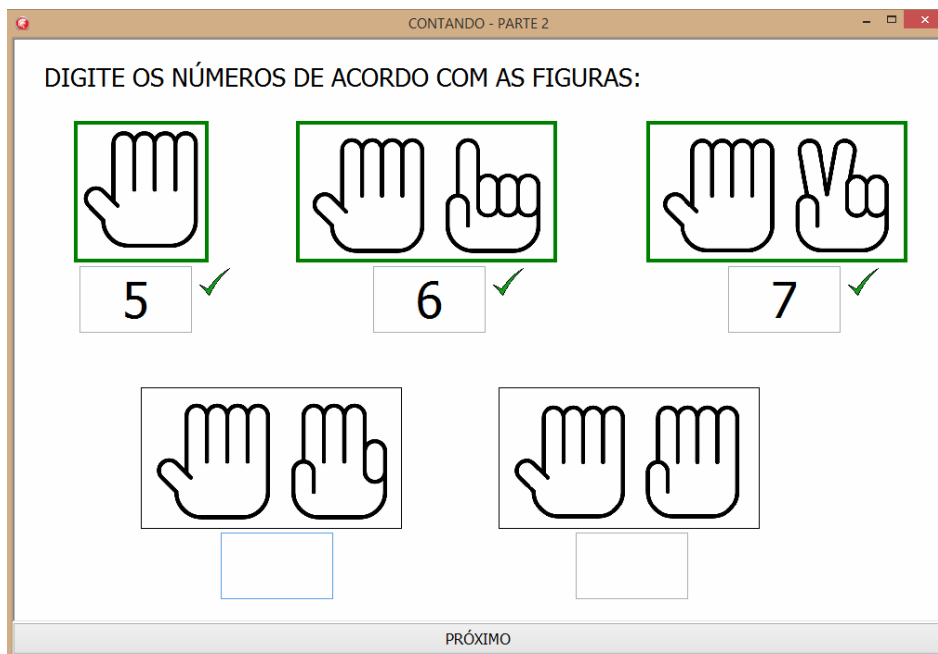 CONTANDO - PARTE 2
DIGITE OS NÚMEROS DE ACORDO COM AS FIGURAS:
5 6 7
PRÓXIMO